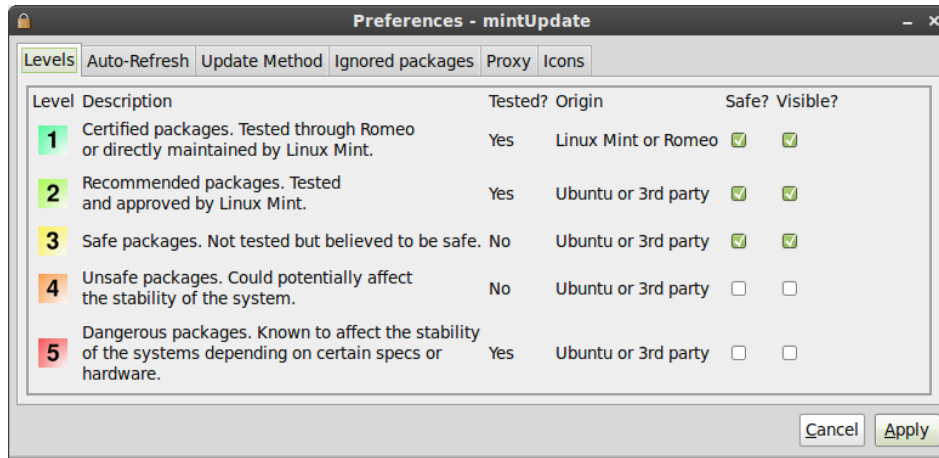 Preferences - mintUpdate
Levels Auto-Refresh Update Method Ignored packages Proxy Icons
Level Description Tested? Origin Safe? Visible?
1 Certified packages. Tested through Romeo
or directly maintained by Linux Mint. Yes Linux Mint or Romeo
2 Recommended packages. Tested
and approved by Linux Mint. Yes Ubuntu or 3rd party
3 Safe packages. Not tested but believed to be safe. No Ubuntu or 3rd party
4 Unsafe packages. Could potentially affect
the stability of the system. No Ubuntu or 3rd party
Dangerous packages. Known to affect the stability
5 of the systems depending on certain specs or Yes Ubuntu or 3rd party
hardware.
Cancel Apply